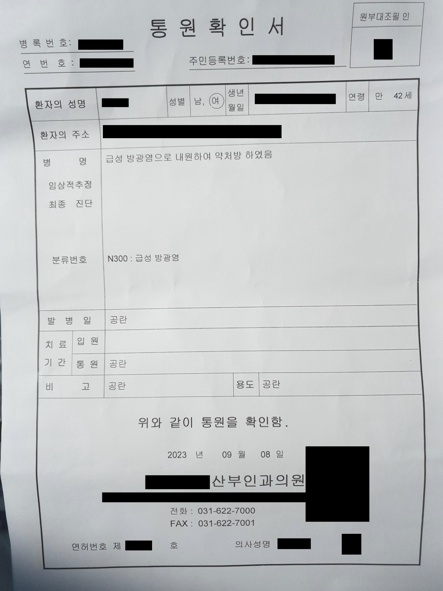 통 원 확 인 서
원부대조필 인
병 록 번 호:
연 번 호:
주민등록번호:
환자의 성명 성별 남, 여 생년월일 연령 만 42 세
환자의 주소
병 명 급성 방광염으로 내원하여 약처방 하였음
임상적추정
최종 진단
분류번호 N300 : 급성 방광염
발 병 일 공란
치 료 입 원
기 간 통 원 공란
비 고 공란 용도 공란
위와 같이 통원을 확인함.
2023 년 09 월 08 일
산부인과의원
전화 : 031-622-7000
FAX : 031-622-7001
면허번호 제 호 의사성명